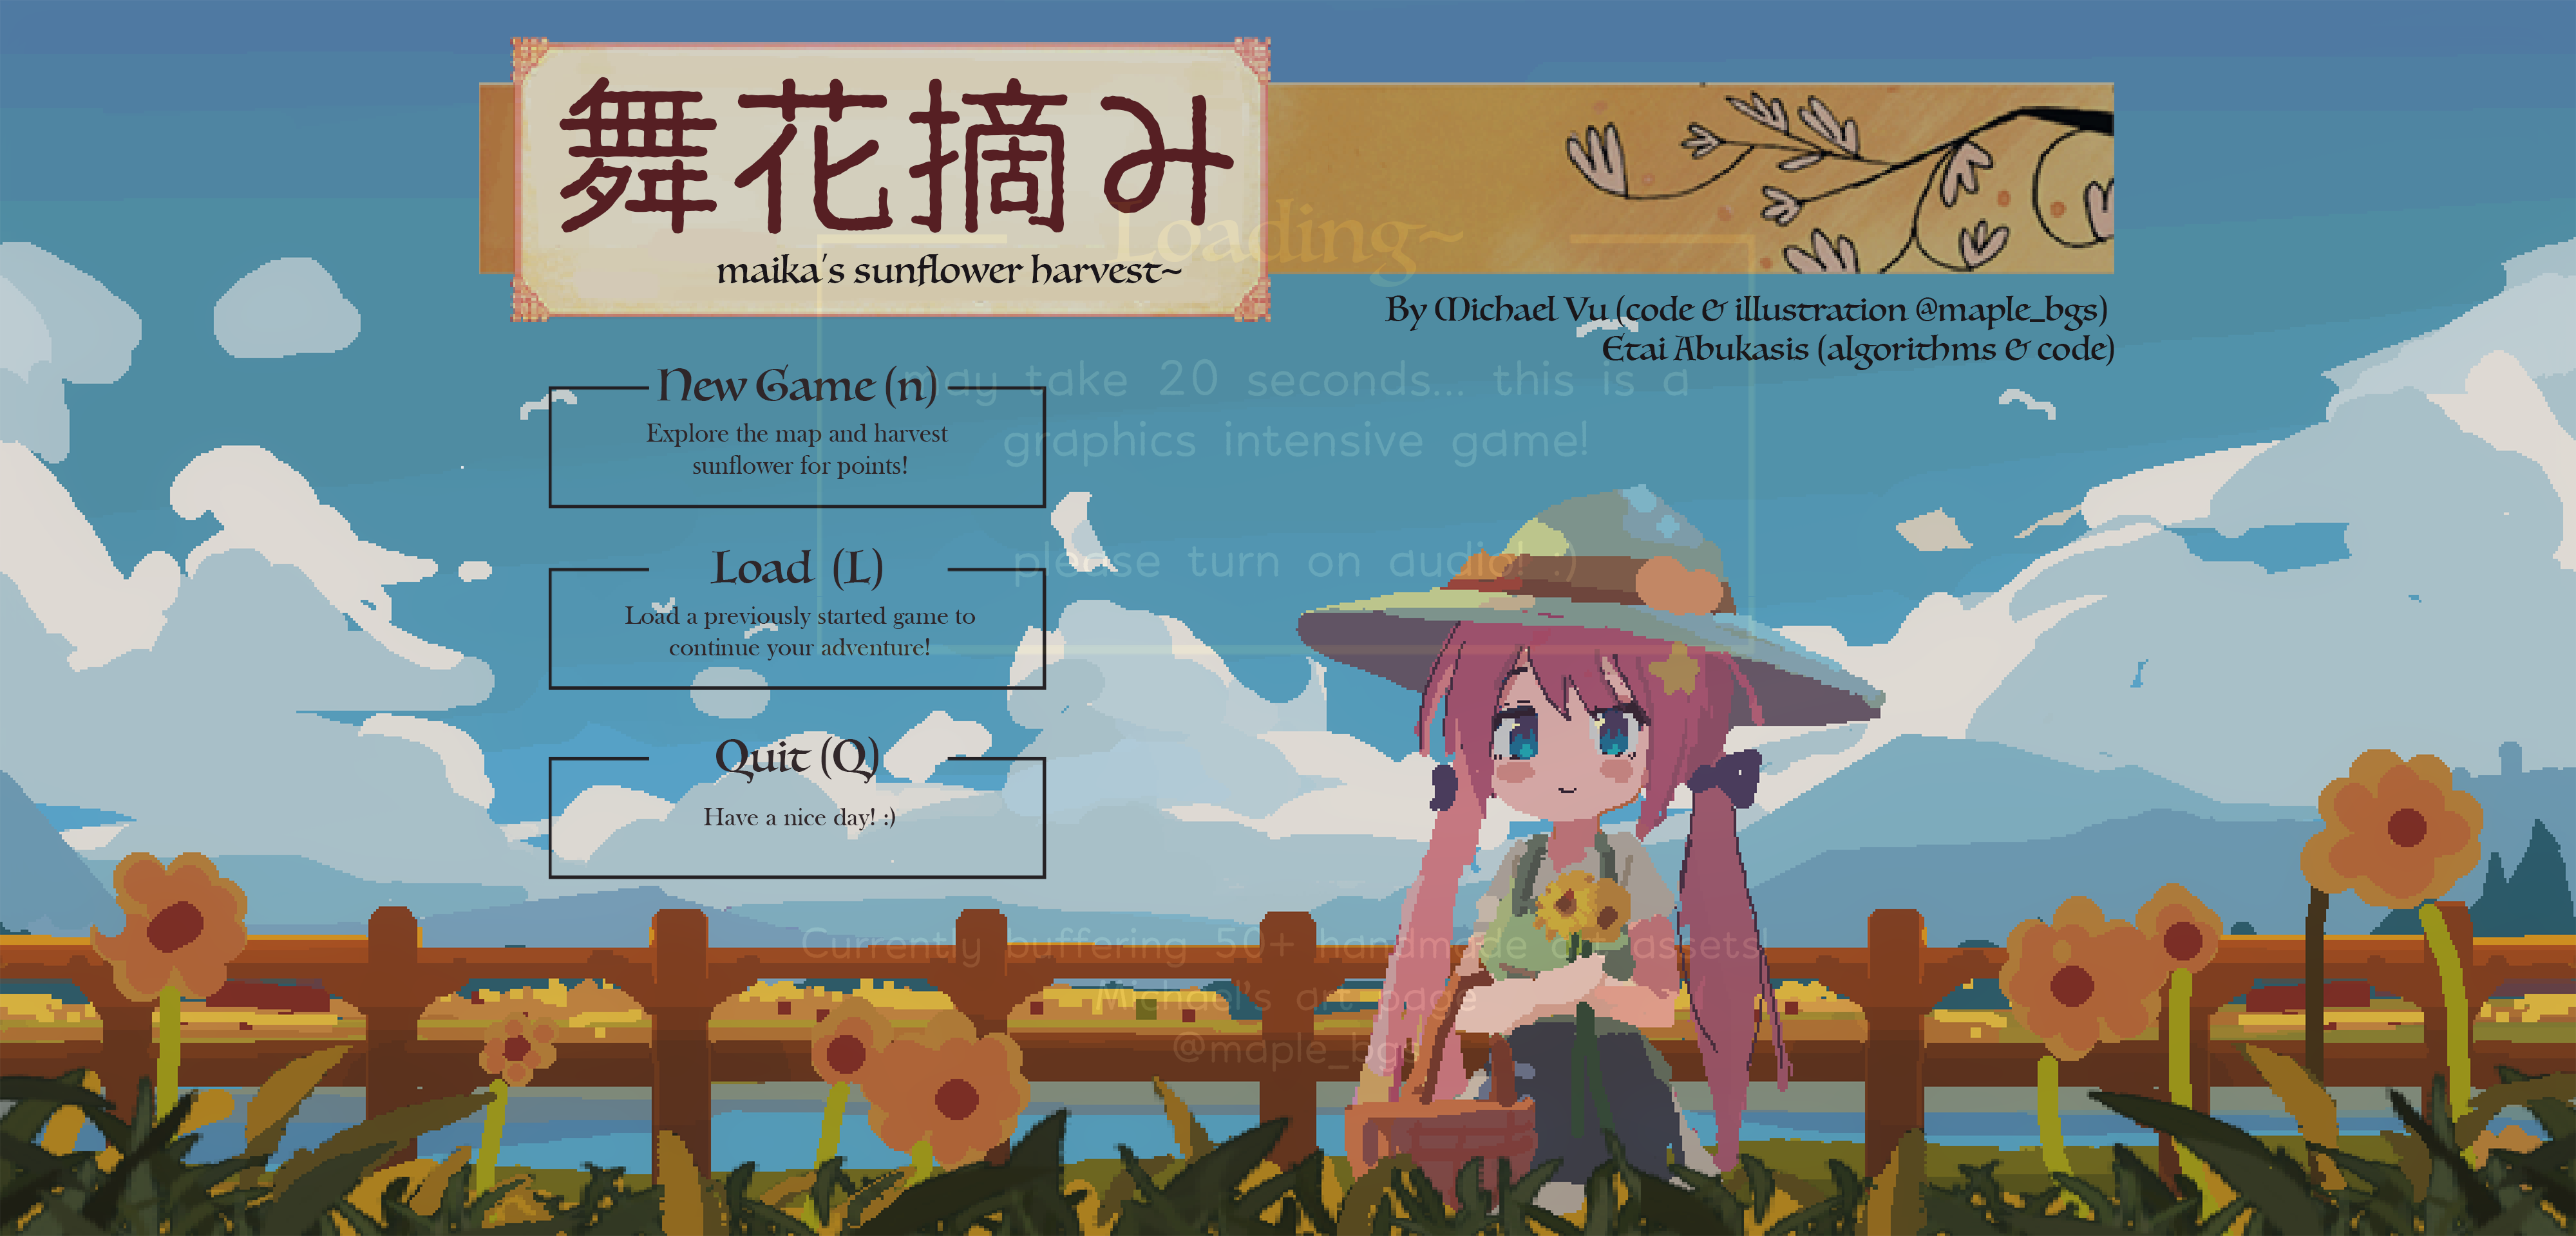 舞花摘み
maika's sunflower harvest~
By Michael Vu (code & illustration @maple_bgs)
Etai Abukasis (algorithms & code)
Loading~
may take 20 seconds... this is a
graphics intensive game!
please turn on audio! :)
New Game (n)
Explore the map and harvest
sunflower for points!
Load (L)
Load a previously started game to
continue your adventure!
Quit (Q)
Have a nice day! :)
Currently buffering 50+ handmade art assets!
Michael's art page
@maple_bgs